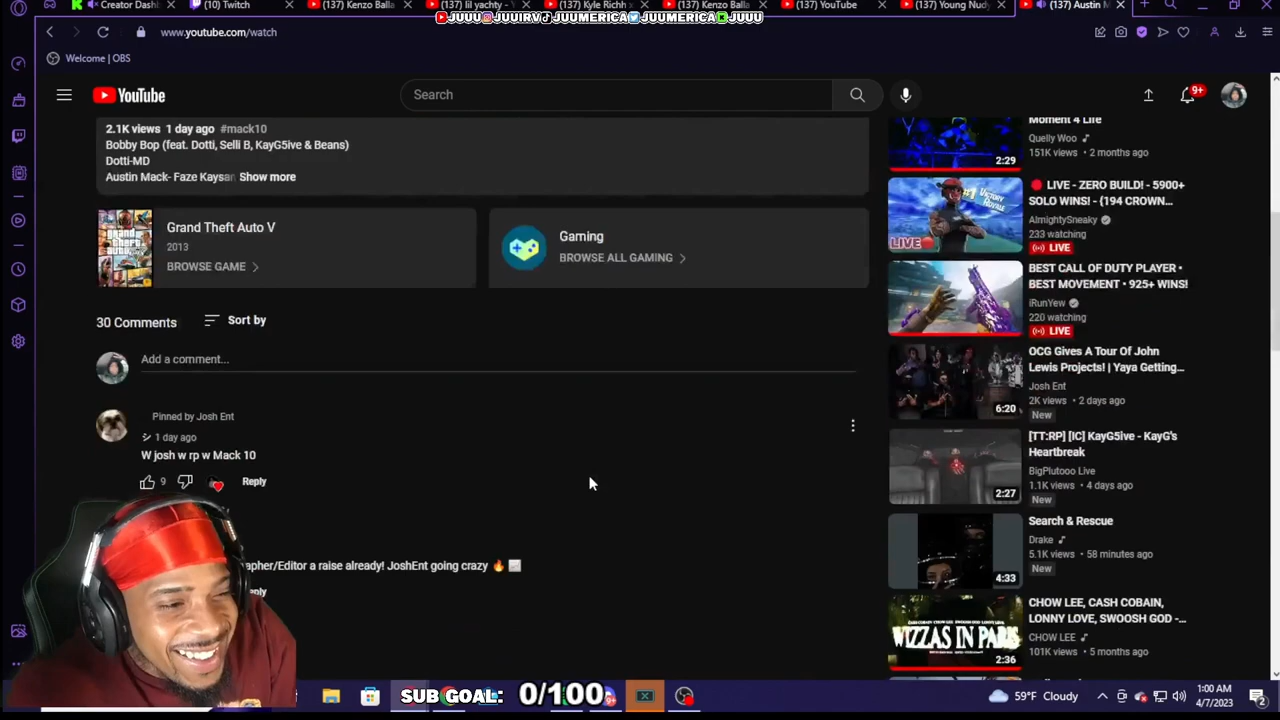 Creator Dashb
(10) Twitch
(137) Kenzo Balla
(137) lil yachty -
(137) Kyle Richh
(137) Kenzo Balla
(137) YouTube
(137) Young Nudy
(137) Austin M
JUUU JUUIRV JUUMERICA JUUMERICA JUUU
www.youtube.com/watch
Welcome | OBS
YouTube
Search
9+
2.1K views 1 day ago #mack10
Bobby Bop (feat. Dotti, Selli B, KayG5ive & Beans)
Dotti-MD
Austin Mack- Faze Kaysan Show more
Grand Theft Auto V
2013
BROWSE GAME
Gaming
BROWSE ALL GAMING
30 Comments
Sort by
Add a comment...
Pinned by Josh Ent
シ 1 day ago
W josh w rp w Mack 10
9
Reply
apher/Editor a raise already! JoshEnt going crazy 🔥
ply
Moment 4 Life
Quelly Woo
151K views • 2 months ago
2:29
🔴 LIVE - ZERO BUILD! - 5900+
SOLO WINS! - {194 CROWN...
AlmightySneaky
233 watching
LIVE
VICTORY ROYALE
LIVE
BEST CALL OF DUTY PLAYER •
BEST MOVEMENT • 925+ WINS!
iRunYew
220 watching
LIVE
OCG Gives A Tour Of John
Lewis Projects! | Yaya Getting...
Josh Ent
2K views • 2 days ago
New
6:20
[TT:RP] [IC] KayG5ive - KayG's
Heartbreak
BigPlutooo Live
1.1K views • 4 days ago
New
2:27
Search & Rescue
Drake
5.1K views • 58 minutes ago
New
4:33
CHOW LEE, CASH COBAIN,
LONNY LOVE, SWOOSH GOD -...
CHOW LEE
101K views • 5 months ago
WIZZAS IN PARIS
2:36
SUB GOAL: 0/100
59°F Cloudy
1:00 AM
4/7/2023
2